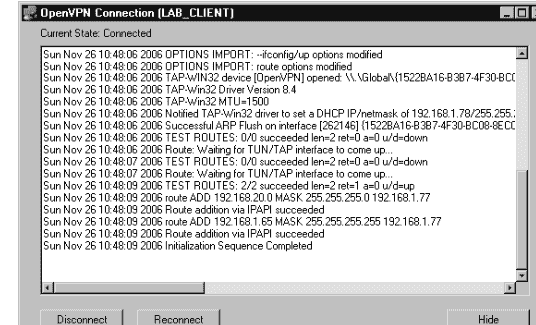 OpenVPN Connection (LAB_CLIENT)
Current State: Connected
Sun Nov 26 10:48:06 2006 OPTIONS IMPORT: --ifconfig/up options modified
Sun Nov 26 10:48:06 2006 OPTIONS IMPORT: route options modified
Sun Nov 26 10:48:06 2006 TAP-WIN32 device [OpenVPN] opened: \\.\Global\{1522BA16-B3B7-4F30-BC0
Sun Nov 26 10:48:06 2006 TAP-Win32 Driver Version 8.4
Sun Nov 26 10:48:06 2006 TAP-Win32 MTU=1500
Sun Nov 26 10:48:06 2006 Notified TAP-Win32 driver to set a DHCP IP/netmask of 192.168.1.78/255.255.
Sun Nov 26 10:48:06 2006 Successful ARP Flush on interface [262146] {1522BA16-B3B7-4F30-BC08-8EC0
Sun Nov 26 10:48:06 2006 TEST ROUTES: 0/0 succeeded len=2 ret=0 a=0 u/d=down
Sun Nov 26 10:48:06 2006 Route: Waiting for TUN/TAP interface to come up...
Sun Nov 26 10:48:07 2006 TEST ROUTES: 0/0 succeeded len=2 ret=0 a=0 u/d=down
Sun Nov 26 10:48:07 2006 Route: Waiting for TUN/TAP interface to come up...
Sun Nov 26 10:48:09 2006 TEST ROUTES: 2/2 succeeded len=2 ret=1 a=0 u/d=up
Sun Nov 26 10:48:09 2006 route ADD 192.168.20.0 MASK 255.255.255.0 192.168.1.77
Sun Nov 26 10:48:09 2006 Route addition via IPAPI succeeded
Sun Nov 26 10:48:09 2006 route ADD 192.168.1.65 MASK 255.255.255.255 192.168.1.77
Sun Nov 26 10:48:09 2006 Route addition via IPAPI succeeded
Sun Nov 26 10:48:09 2006 Initialization Sequence Completed
Disconnect Reconnect Hide